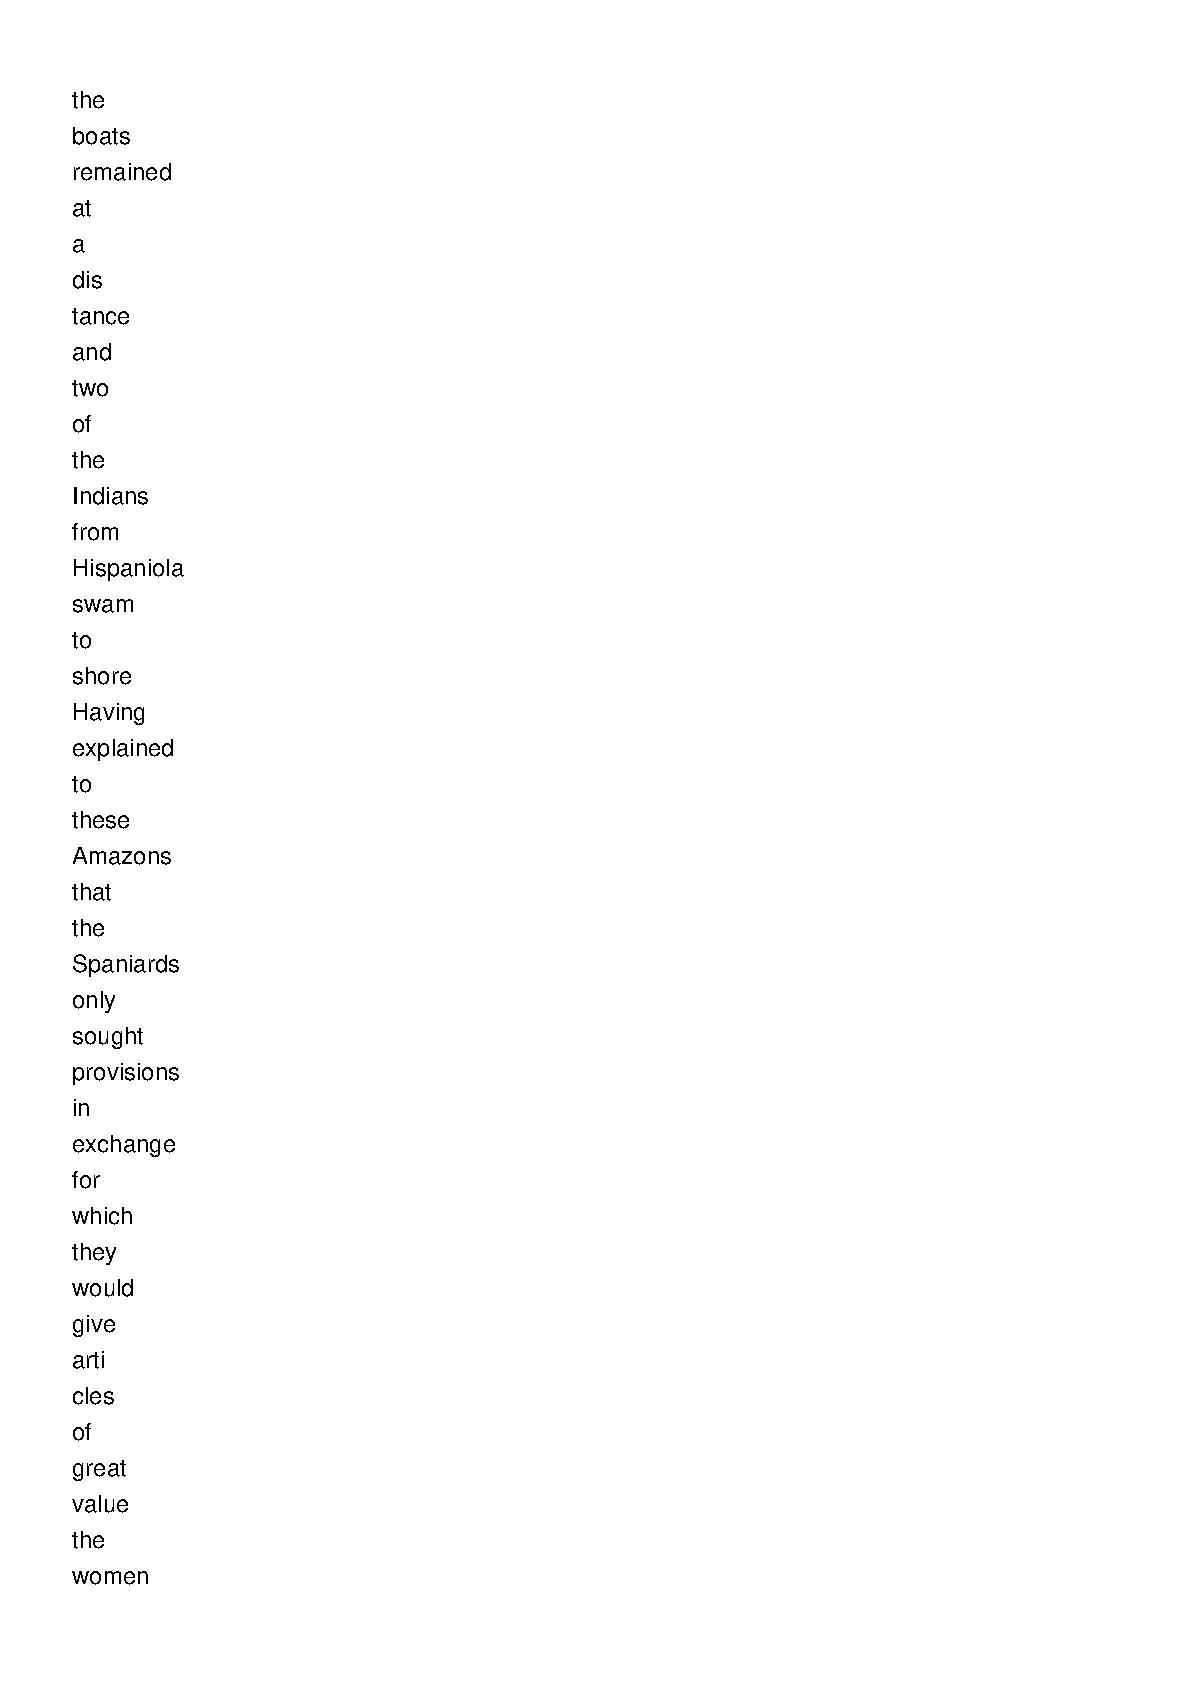 the
boats
remained
at
a
dis
tance
and
two
of
the
Indians
from
Hispaniola
swam
to
shore
Having
explained
to
these
Amazons
that
the
Spaniards
only
sought
provisions
in
exchange
for
which
they
would
give
arti
cles
of
great
value
the
women